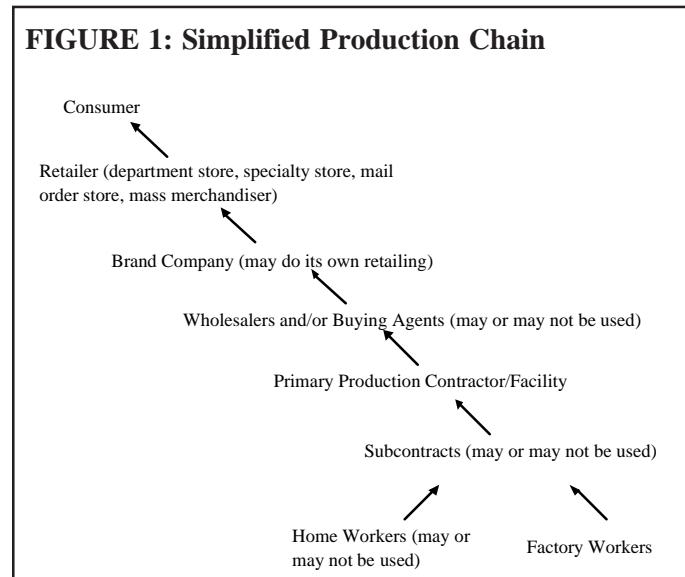 FIGURE 1: Simplified Production Chain
Consumer
Retailer (department store, specialty store, mail
order store, mass merchandiser)
Brand Company (may do its own retailing)
Wholesalers and/or Buying Agents (may or may not be used)
Primary Production Contractor/Facility
Subcontracts (may or may not be used)
Home Workers (may or
may not be used)
Factory Workers